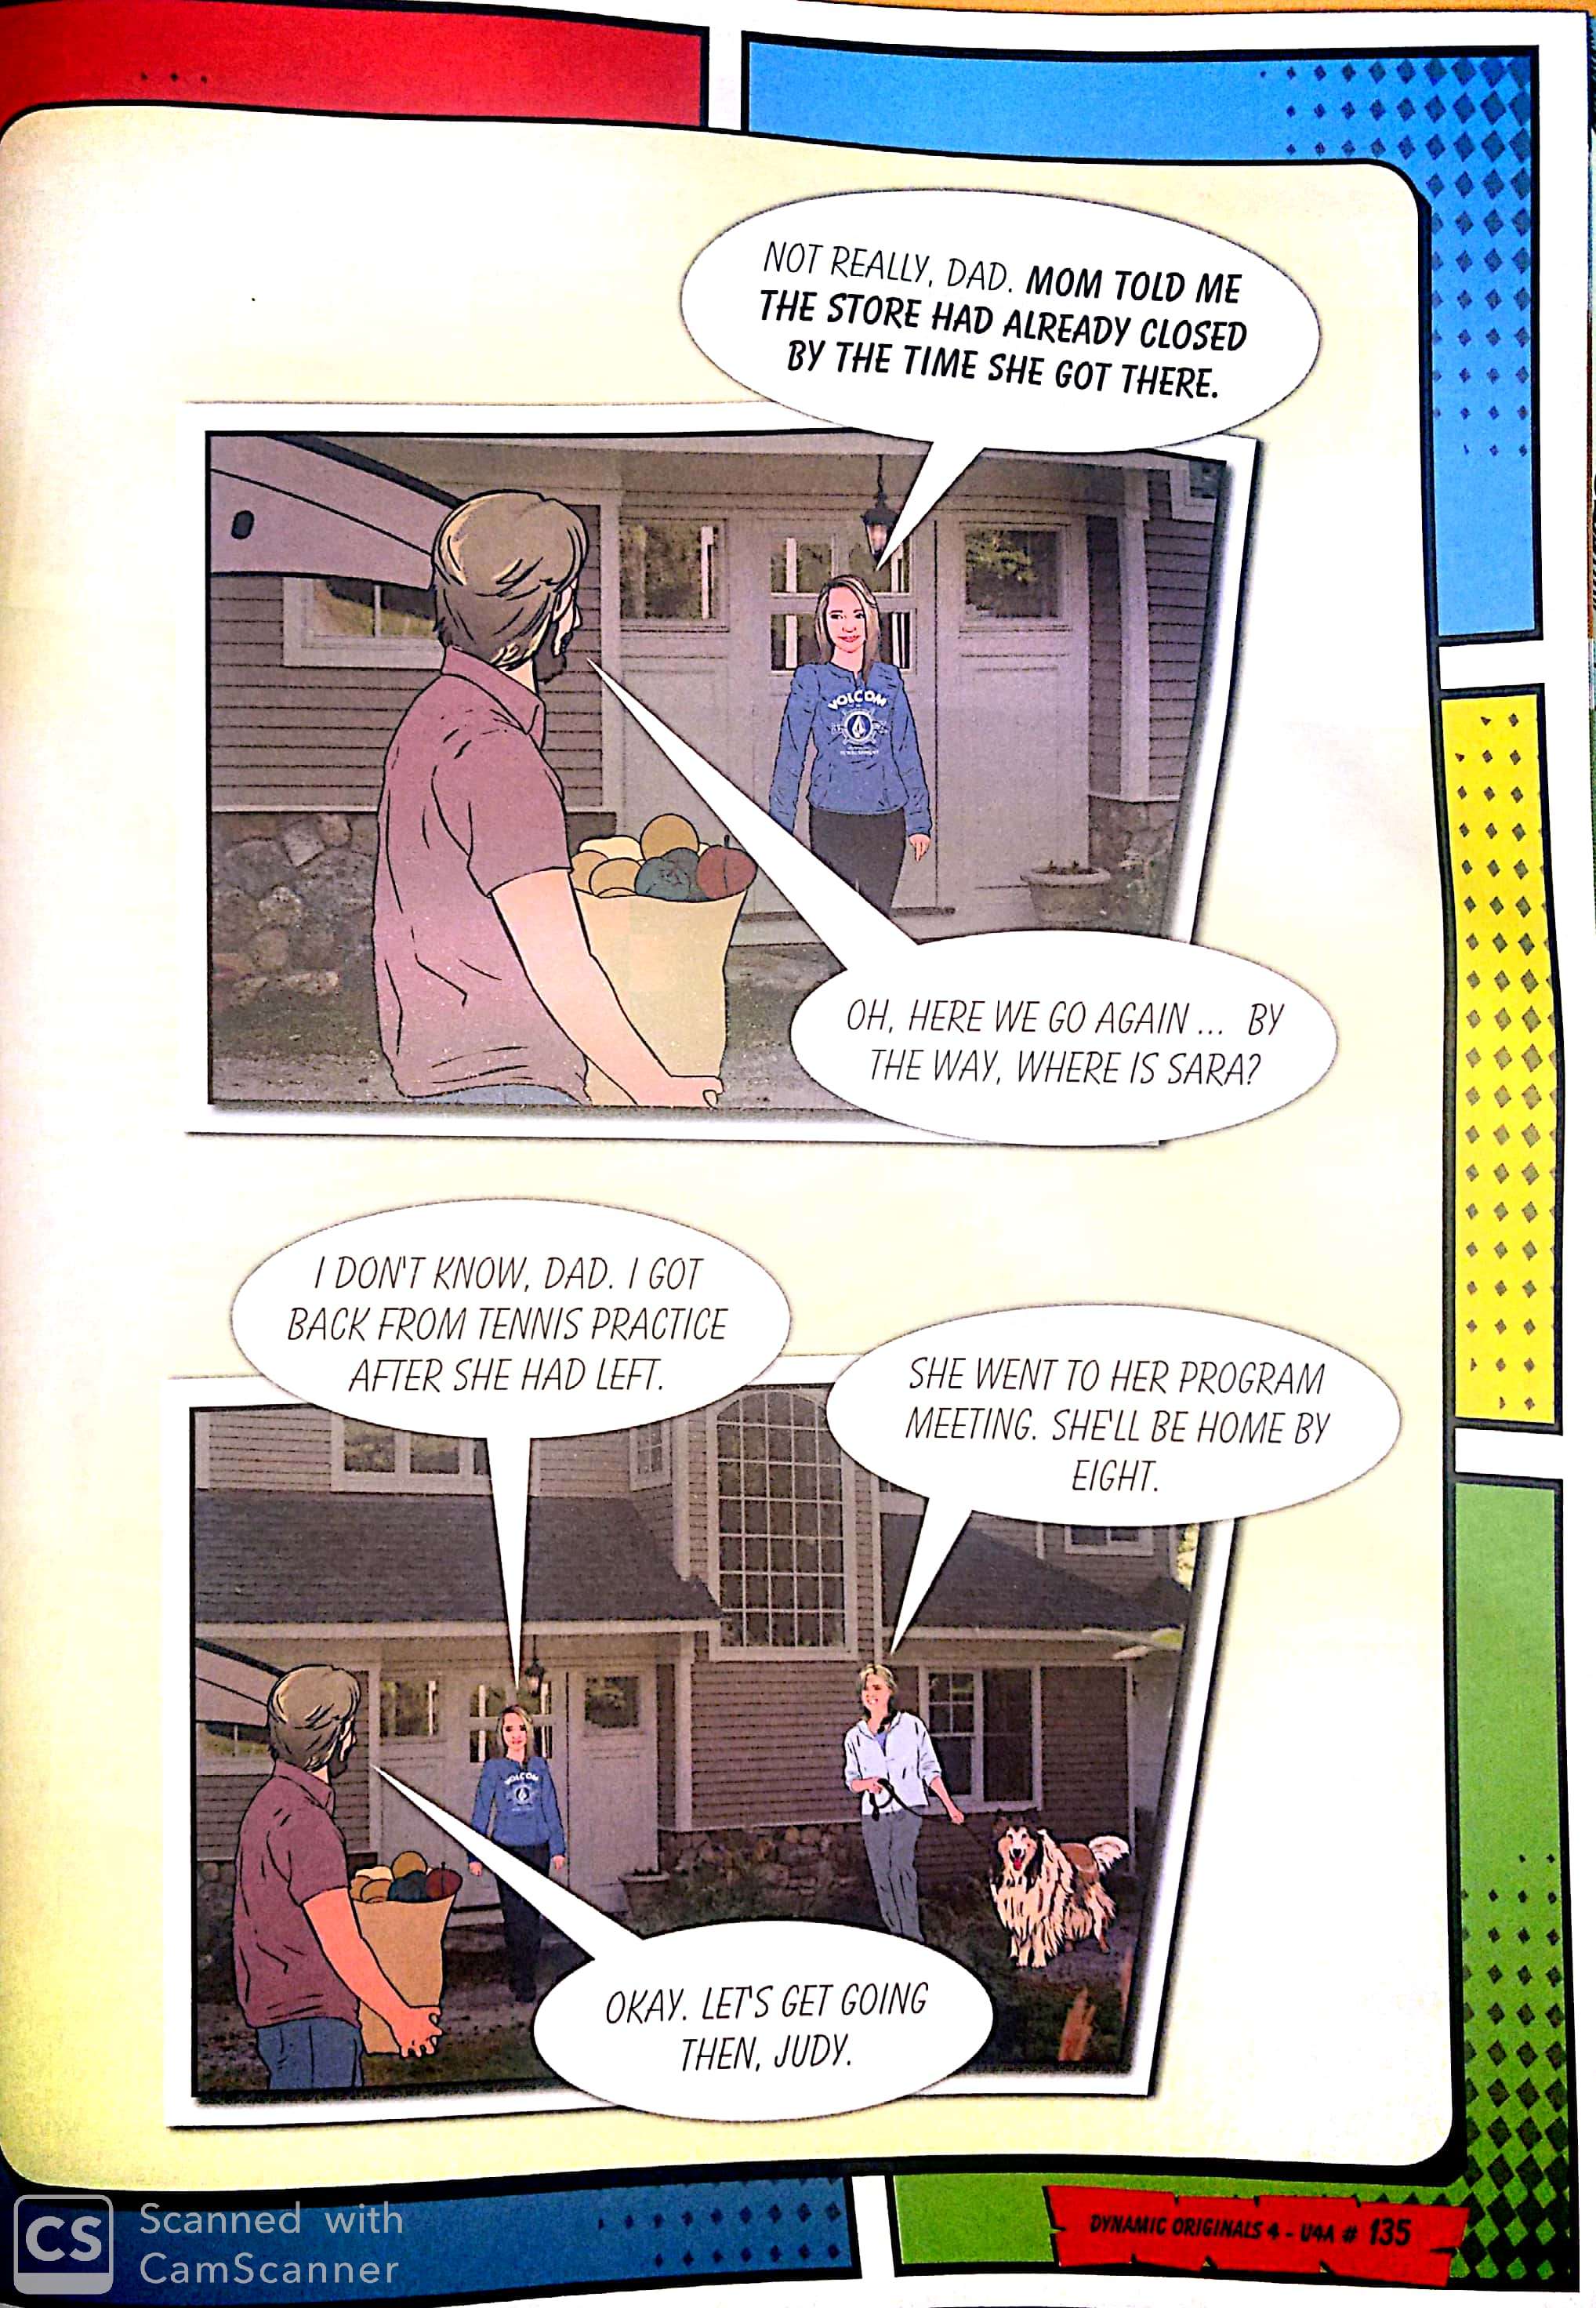 NOT REALLY, DAD. MOM TOLD ME
THE STORE HAD ALREADY CLOSED
BY THE TIME SHE GOT THERE.
VOLCOM
OH, HERE WE GO AGAIN ... BY
THE WAY, WHERE IS SARA?
I DON'T KNOW, DAD. I GOT
BACK FROM TENNIS PRACTICE
AFTER SHE HAD LEFT.
SHE WENT TO HER PROGRAM
MEETING. SHE'LL BE HOME BY
EIGHT.
VOLCOM
OKAY. LET'S GET GOING
THEN, JUDY.
DYNAMIC ORIGINALS 4 - U4A # 135
CS
Scanned with
CamScanner